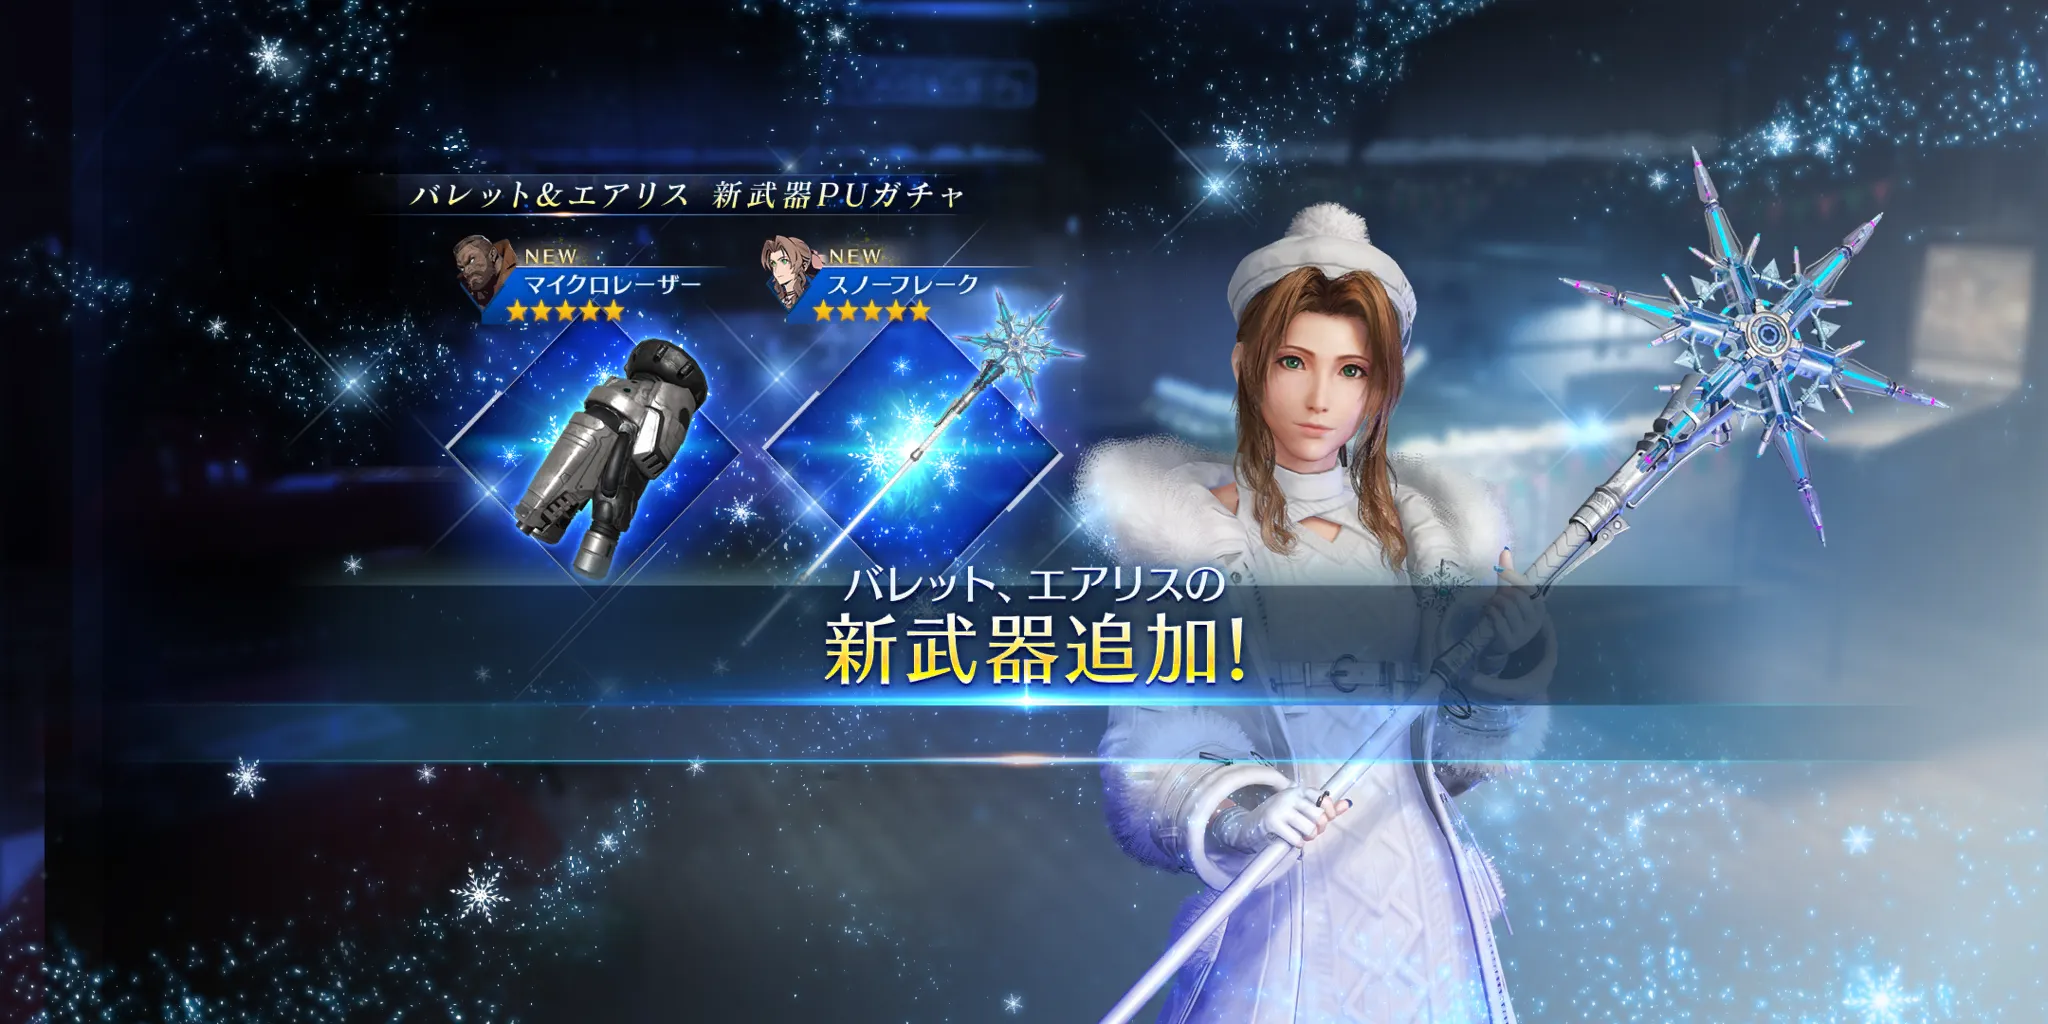 バレット&エアリス 新武器PUガチャ
NEW
マイクロレーザー
★★★★★
NEW
スノーフレーク
★★★★★
バレット、エアリスの
新武器追加!